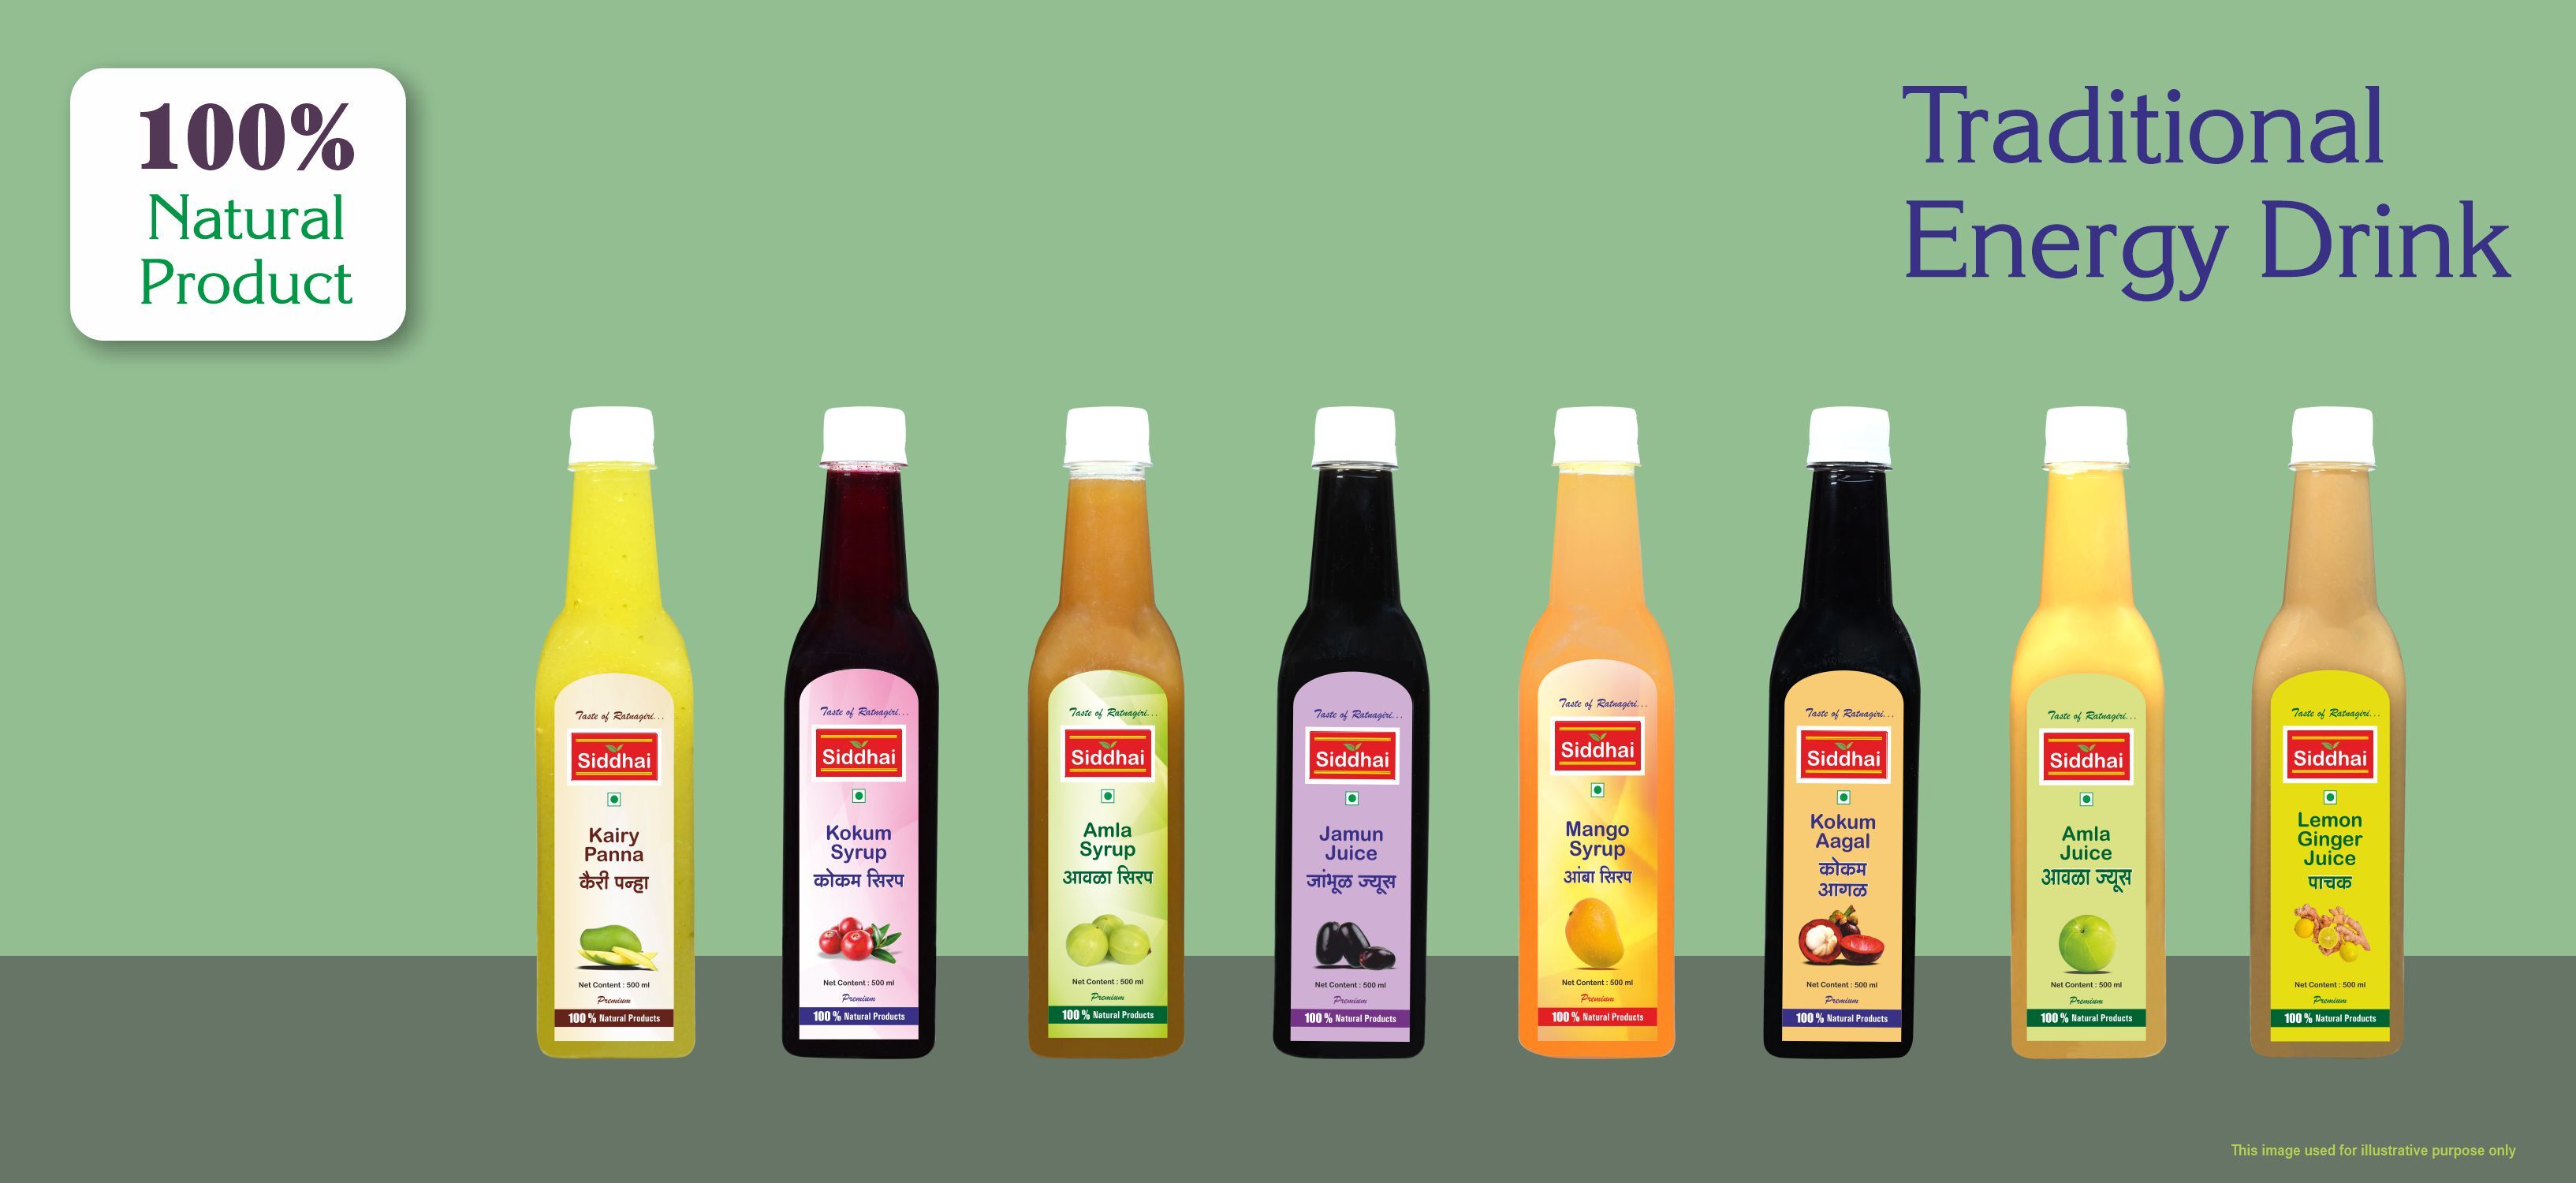 100%
Natural
Product
Traditional
Energy Drink
Taste of Ratnagiri...
Siddhai
Kairy
Panna
कैरी पन्हा
Net Content : 500 ml
Premium
100 % Natural Products
Taste of Ratnagiri...
Siddhai
Kokum
Syrup
कोकम सिरप
Net Content : 500 ml
Premium
100 % Natural Products
Taste of Ratnagiri...
Siddhai
Amla
Syrup
आवळा सिरप
Net Content : 500 ml
Premium
100 % Natural Products
Taste of Ratnagiri...
Siddhai
Jamun
Juice
जांभूळ ज्यूस
Net Content : 500 ml
Premium
100 % Natural Products
Taste of Ratnagiri...
Siddhai
Mango
Syrup
आंबा सिरप
Net Content : 500 ml
Premium
100 % Natural Products
Taste of Ratnagiri...
Siddhai
Kokum
Aagal
कोकम
आगळ
Net Content : 500 ml
Premium
100 % Natural Products
Taste of Ratnagiri...
Siddhai
Amla
Juice
आवळा ज्यूस
Net Content : 500 ml
Premium
100 % Natural Products
Taste of Ratnagiri...
Siddhai
Lemon
Ginger
Juice
पाचक
Net Content : 500 ml
Premium
100 % Natural Products
This image used for illustrative purpose only